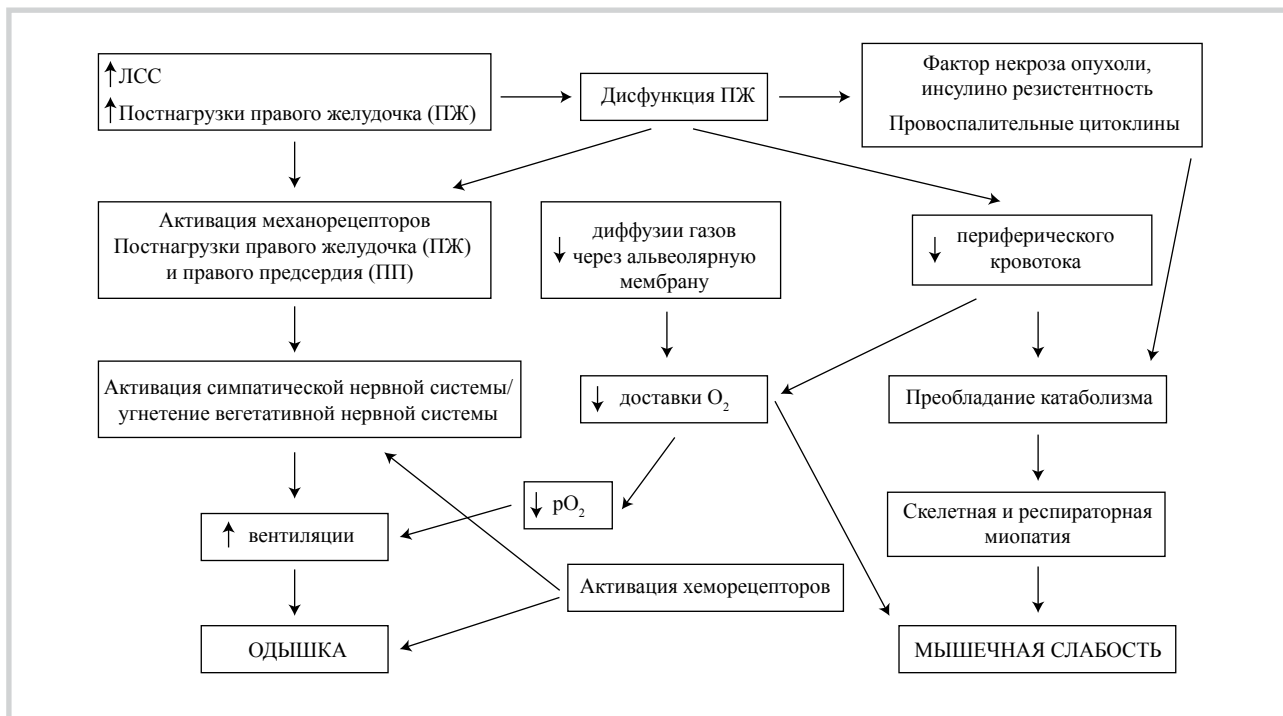 ↑ЛСС
↑Постнагрузки правого желудочка (ПЖ)
Дисфункция ПЖ
Фактор некроза опухоли,
инсулино резистентность
Провоспалительные цитоклины
Активация механорецепторов
Постнагрузки правого желудочка (ПЖ)
и правого предсердия (ПП)
↓ диффузии газов
через альвеолярную
мембрану
↓ периферического
кровотока
Активация симпатической нервной системы/
угнетение вегетативной нервной системы
↓ доставки O₂
Преобладание катаболизма
↓ pO₂
↑ вентиляции
Скелетная и респираторная
миопатия
Активация хеморецепторов
ОДЫШКА
МЫШЕЧНАЯ СЛАБОСТЬ